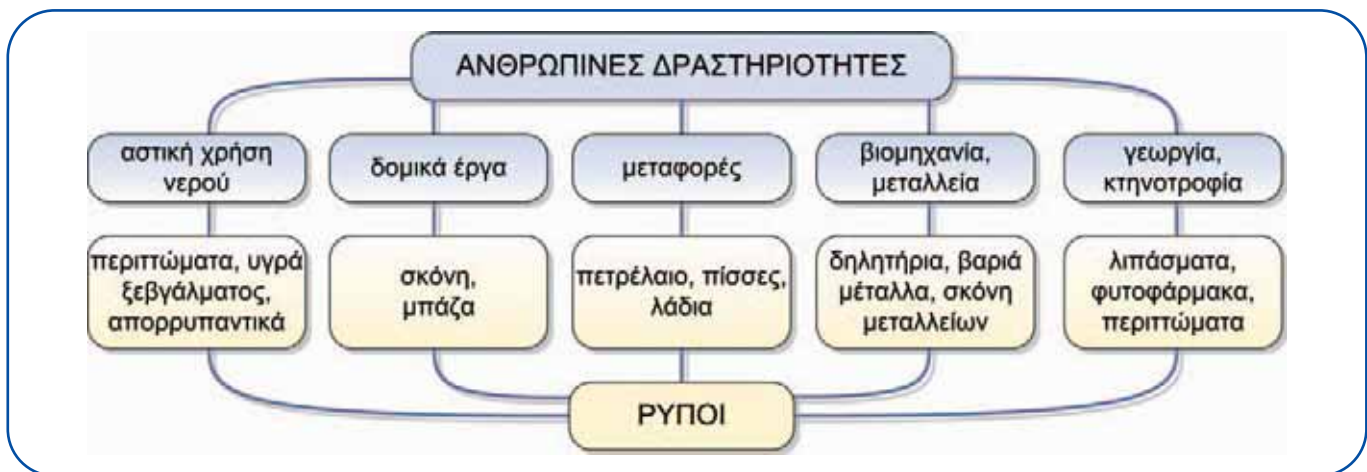 ΑΝΘΡΩΠΙΝΕΣ ΔΡΑΣΤΗΡΙΟΤΗΤΕΣ
αστική χρήση
νερού
δομικά έργα
μεταφορές
βιομηχανία,
μεταλλεία
γεωργία,
κτηνοτροφία
περιττώματα, υγρά
ξεβγάλματος,
απορρυπαντικά
σκόνη,
μπάζα
πετρέλαιο, πίσσες,
λάδια
δηλητήρια, βαριά
μέταλλα, σκόνη
μεταλλείων
λιπάσματα,
φυτοφάρμακα,
περιττώματα
ΡΥΠΟΙ